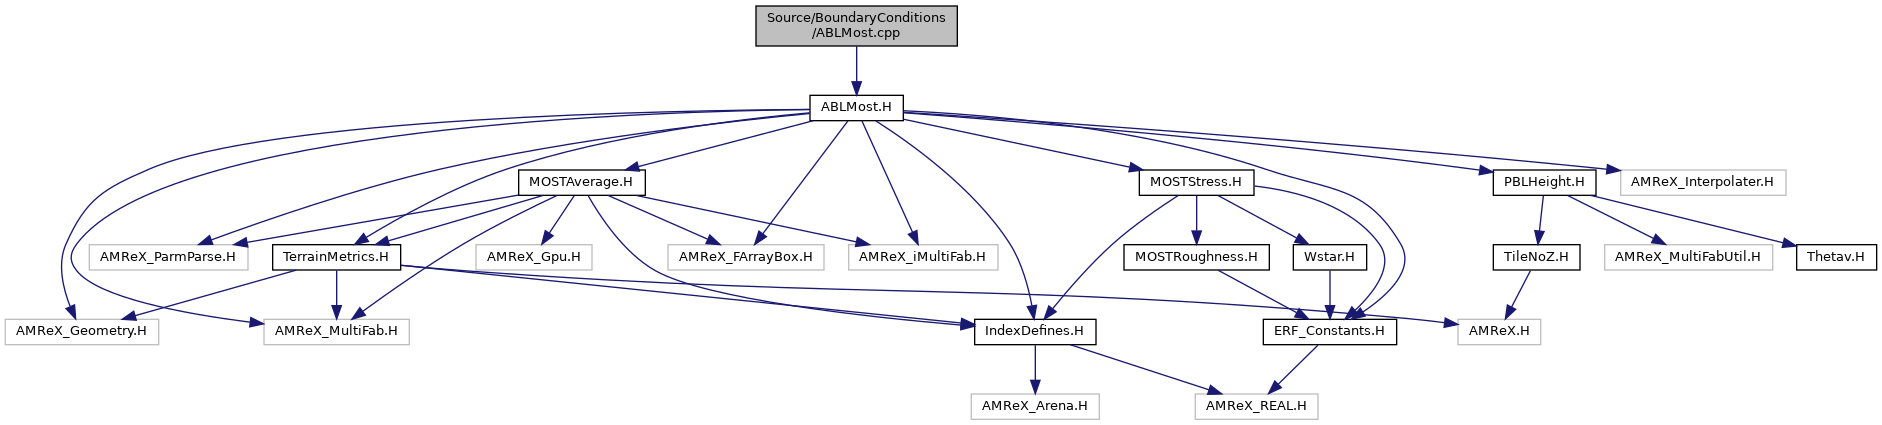 Source/BoundaryConditions
/ABLMost.cpp
ABLMost.H
MOSTAverage.H
MOSTStress.H
PBLHeight.H
AMReX_Interpolater.H
AMReX_ParmParse.H
TerrainMetrics.H
AMReX_Gpu.H
AMReX_FArrayBox.H
AMReX_iMultiFab.H
MOSTRoughness.H
Wstar.H
TileNoZ.H
AMReX_MultiFabUtil.H
Thetav.H
AMReX_Geometry.H
AMReX_MultiFab.H
IndexDefines.H
ERF_Constants.H
AMReX.H
AMReX_Arena.H
AMReX_REAL.H